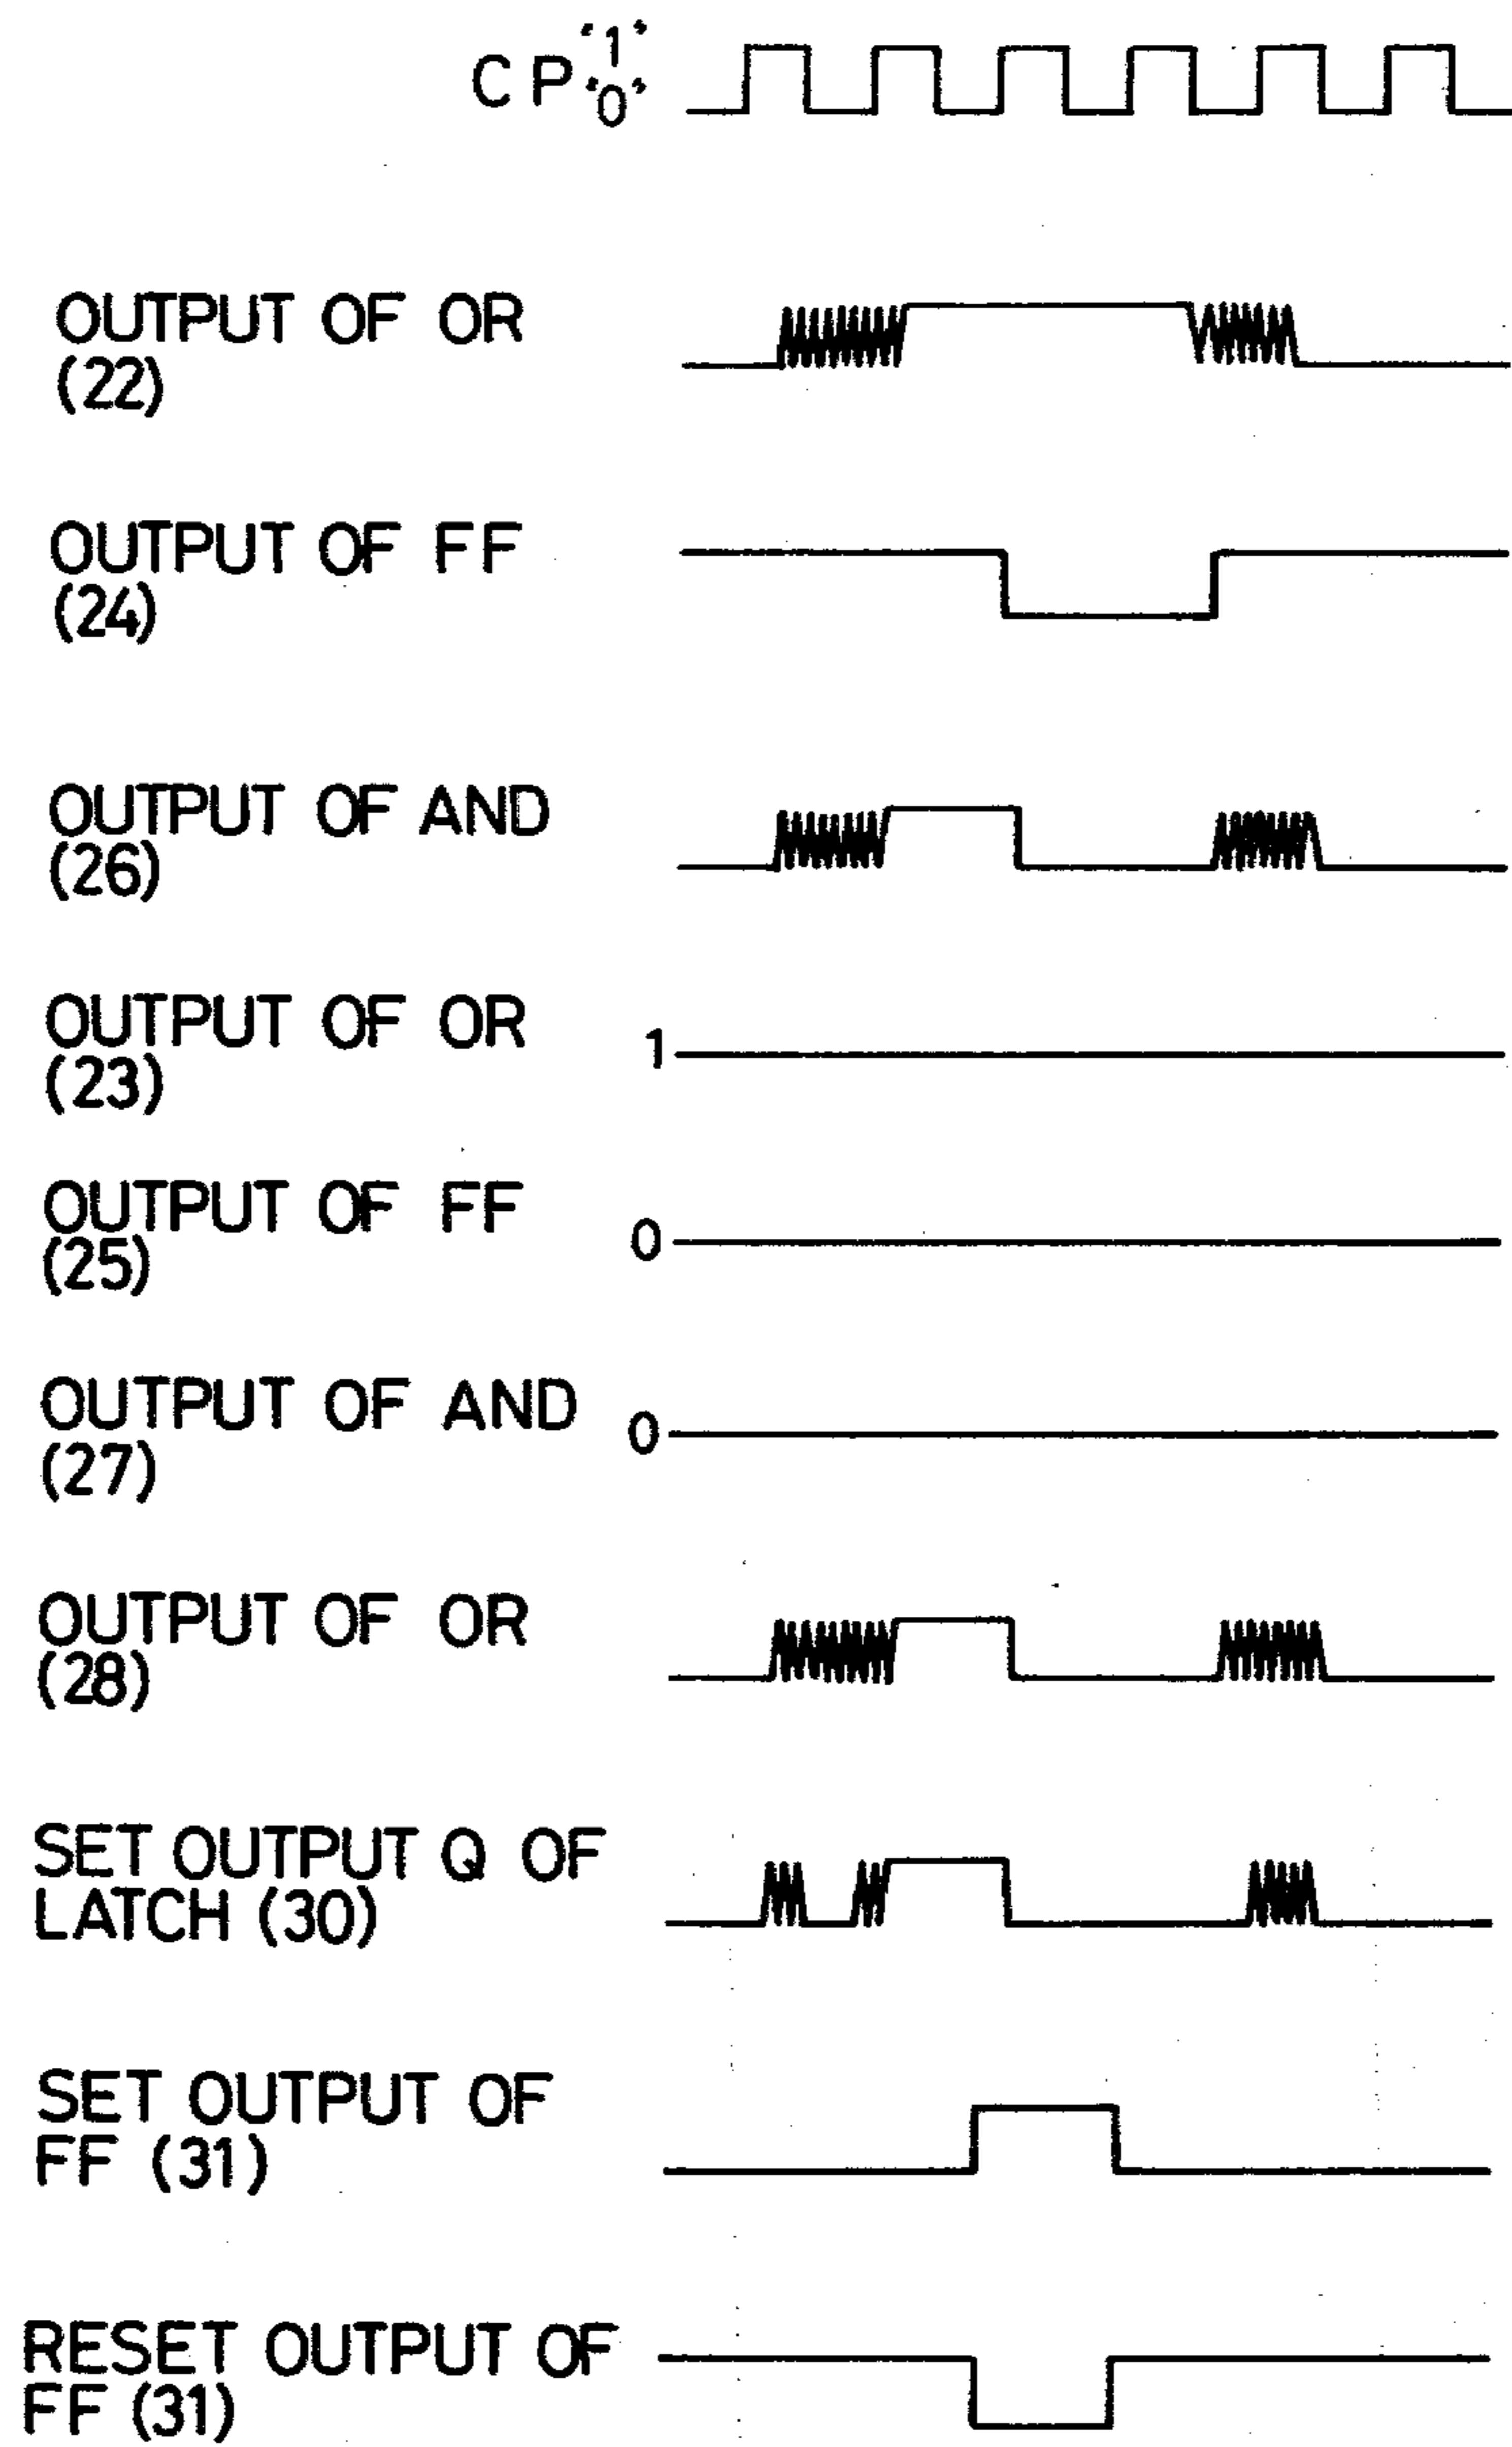 CP "1"
"0"
OUTPUT OF OR
(22)
OUTPUT OF FF
(24)
OUTPUT OF AND
(26)
OUTPUT OF OR 1
(23)
OUTPUT OF FF 0
(25)
OUTPUT OF AND 0
(27)
OUTPUT OF OR
(28)
SET OUTPUT Q OF
LATCH (30)
SET OUTPUT OF
FF (31)
RESET OUTPUT OF
FF (31)